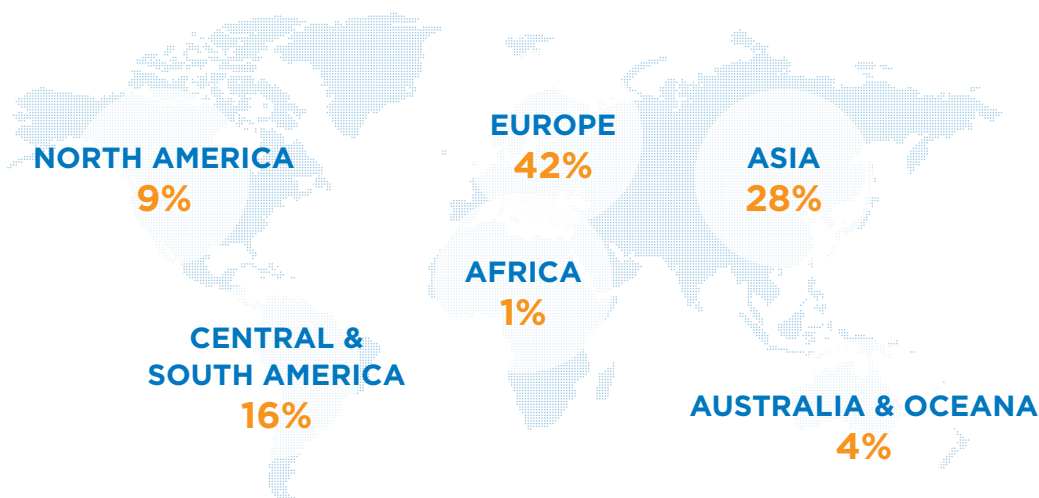 NORTH AMERICA
9%
EUROPE
42%
ASIA
28%
AFRICA
1%
CENTRAL &
SOUTH AMERICA
16%
AUSTRALIA & OCEANA
4%